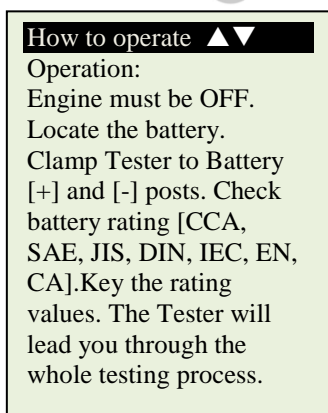 How to operate ▲▼
Operation:
Engine must be OFF.
Locate the battery.
Clamp Tester to Battery
[+] and [-] posts. Check
battery rating [CCA,
SAE, JIS, DIN, IEC, EN,
CA].Key the rating
values. The Tester will
lead you through the
whole testing process.